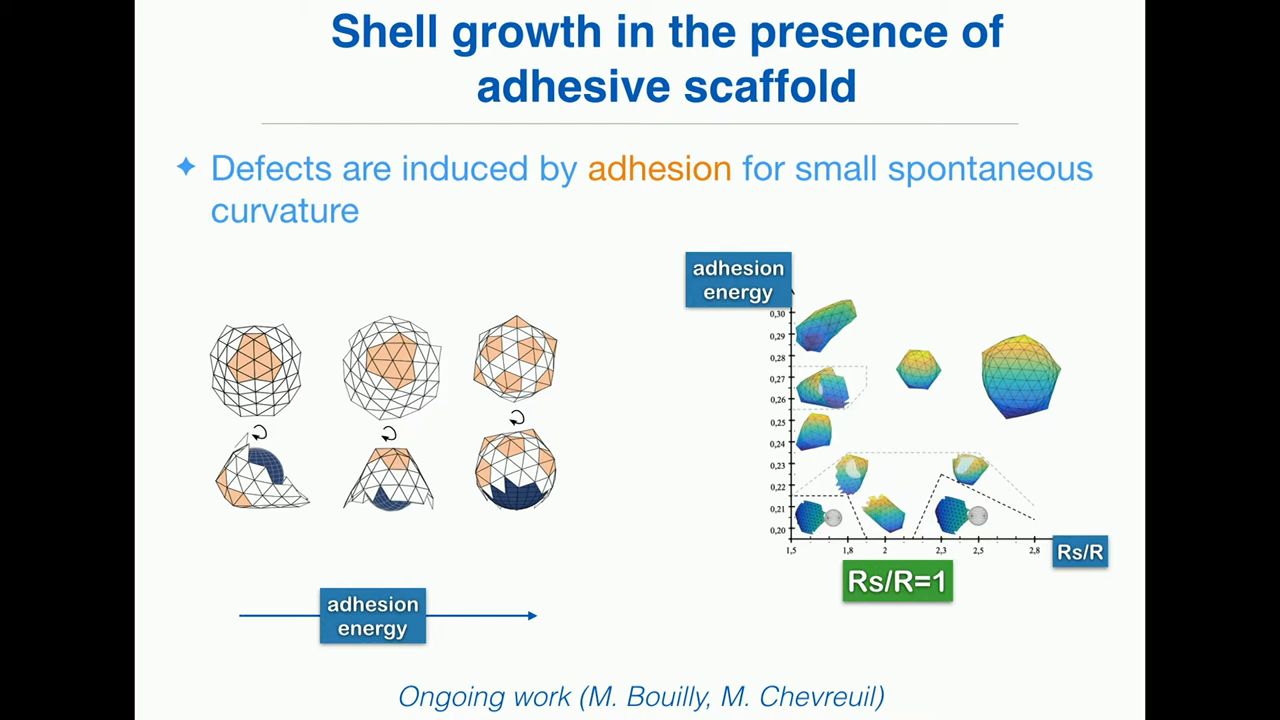 Shell growth in the presence of
adhesive scaffold
✦ Defects are induced by adhesion for small spontaneous
curvature
adhesion
energy
0,30
0,29
0,28
0,27
0,26
0,25
0,24
0,23
0,22
0,21
0,20
1,5 1,8 2 2,3 2,5 2,8
Rs/R
Rs/R=1
adhesion
energy
Ongoing work (M. Bouilly, M. Chevreuil)